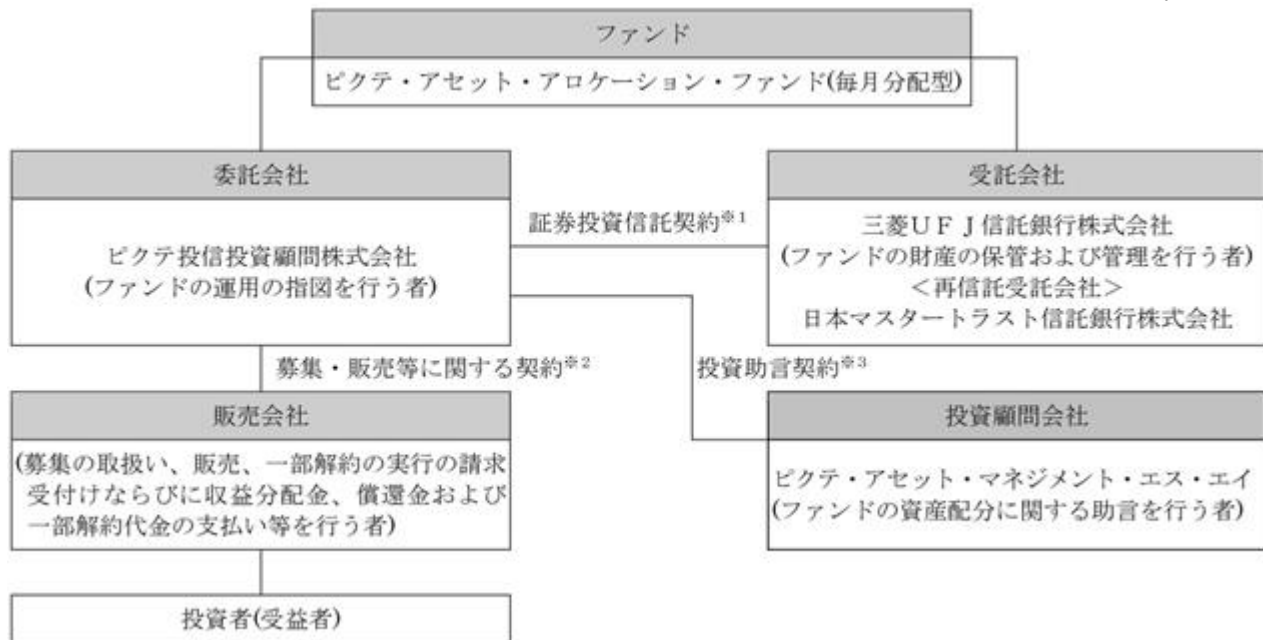 ファンド
ピクテ・アセット・アロケーション・ファンド(毎月分配型)
委託会社
ピクテ投信投資顧問株式会社
(ファンドの運用の指図を行う者)
証券投資信託契約※1
受託会社
三菱UFJ信託銀行株式会社
(ファンドの財産の保管および管理を行う者)
<再信託受託会社>
日本マスタートラスト信託銀行株式会社
募集・販売等に関する契約※2
投資助言契約※3
販売会社
(募集の取扱い、販売、一部解約の実行の請求
受付けならびに収益分配金、償還金および
一部解約代金の支払い等を行う者)
投資顧問会社
ピクテ・アセット・マネジメント・エス・エイ
(ファンドの資産配分に関する助言を行う者)
投資者(受益者)